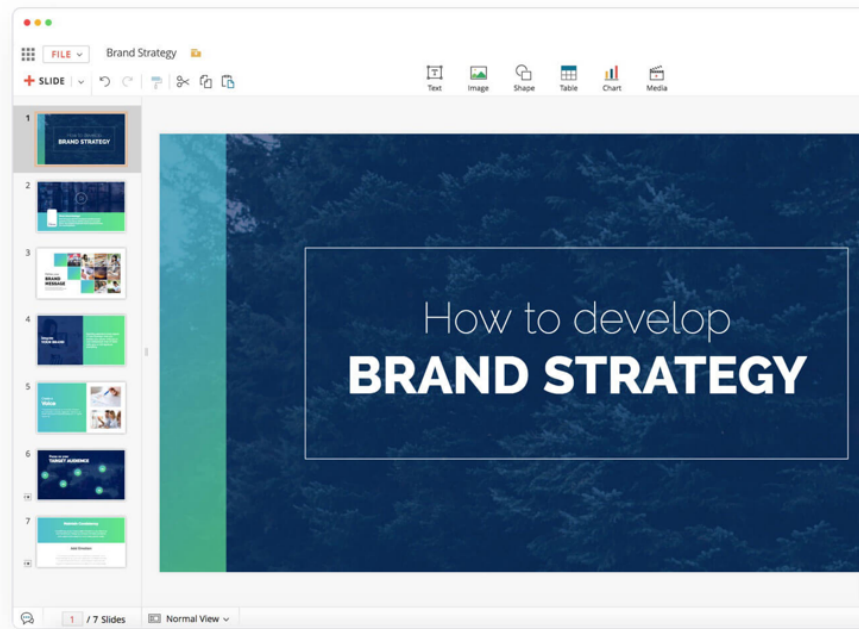 FILE
Brand Strategy
SLIDE
Text
Image
Shape
Table
Chart
Media
1
How to develop
BRAND STRATEGY
2
3
BRAND
MESSAGE
4
5
Voice
6
TARGET AUDIENCE
7
How to develop
BRAND STRATEGY
1 / 7 Slides
Normal View